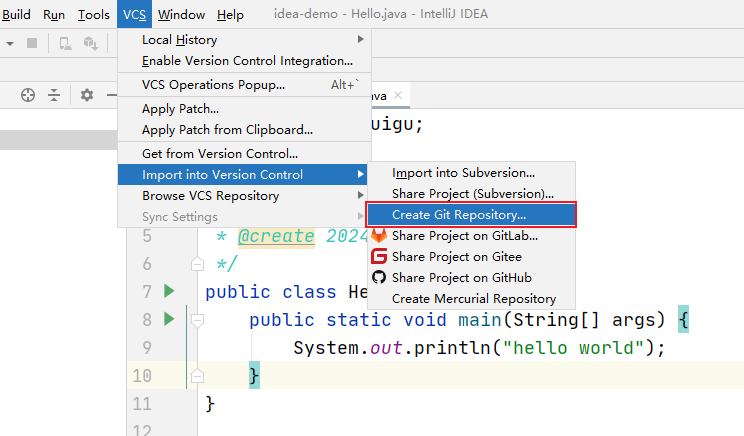 Build Run Tools VCS Window Help idea-demo - Hello.java - IntelliJ IDEA
Local History
Enable Version Control Integration...
VCS Operations Popup... Alt+`
Apply Patch...
Apply Patch from Clipboard...
Get from Version Control...
Import into Version Control
Browse VCS Repository
Sync Settings
Import into Subversion...
Share Project (Subversion)...
Create Git Repository...
Share Project on GitLab...
Share Project on Gitee
Share Project on GitHub
Create Mercurial Repository
ava
uigu;
5 * @create 2024
6 */
7 public class He
8 public static void main(String[] args) {
9 System.out.println("hello world");
10 }
11 }
12